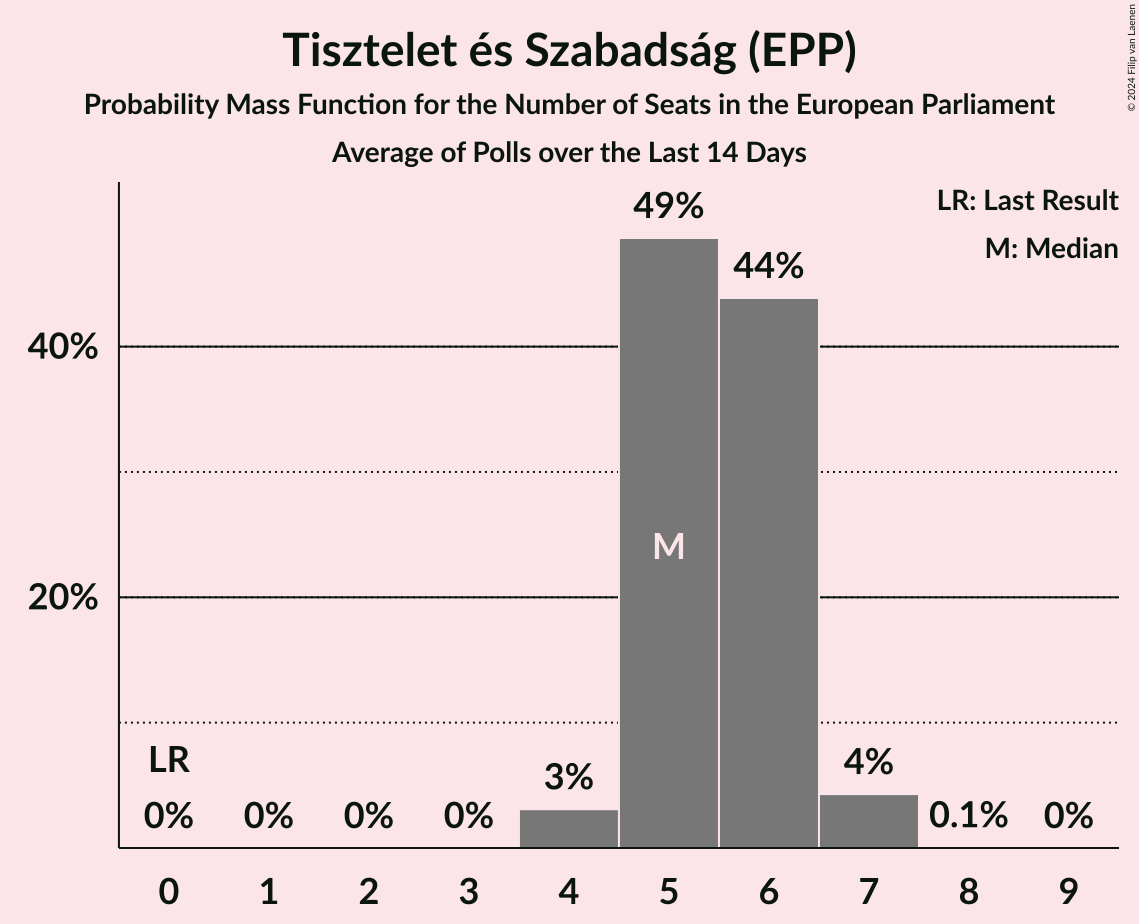 Tisztelet és Szabadság (EPP)
Probability Mass Function for the Number of Seats in the European Parliament
Average of Polls over the Last 14 Days
© 2024 Filip van Laenen
LR: Last Result
M: Median
49%
44%
40%
M
20%
LR
0%
0%
0%
0%
3%
4%
0.1%
0%
0
1
2
3
4
5
6
7
8
9